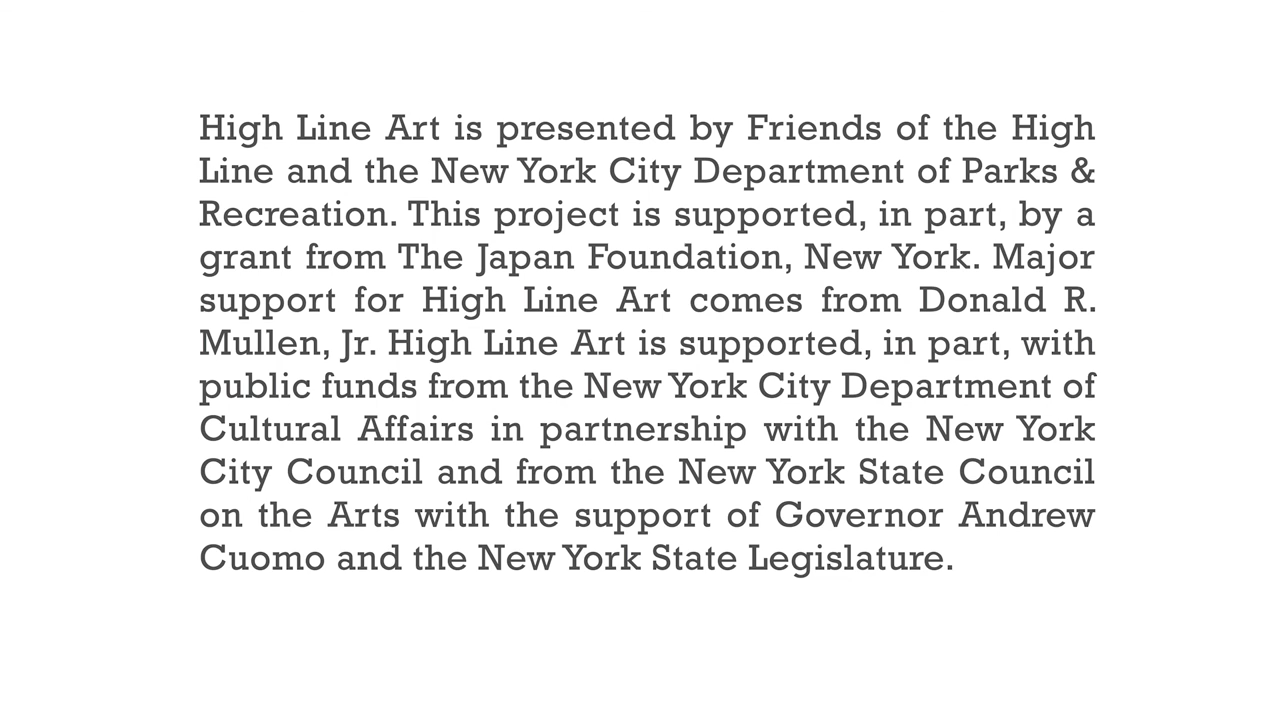 High Line Art is presented by Friends of the High
Line and the New York City Department of Parks &
Recreation. This project is supported, in part, by a
grant from The Japan Foundation, New York. Major
support for High Line Art comes from Donald R.
Mullen, Jr. High Line Art is supported, in part, with
public funds from the New York City Department of
Cultural Affairs in partnership with the New York
City Council and from the New York State Council
on the Arts with the support of Governor Andrew
Cuomo and the New York State Legislature.